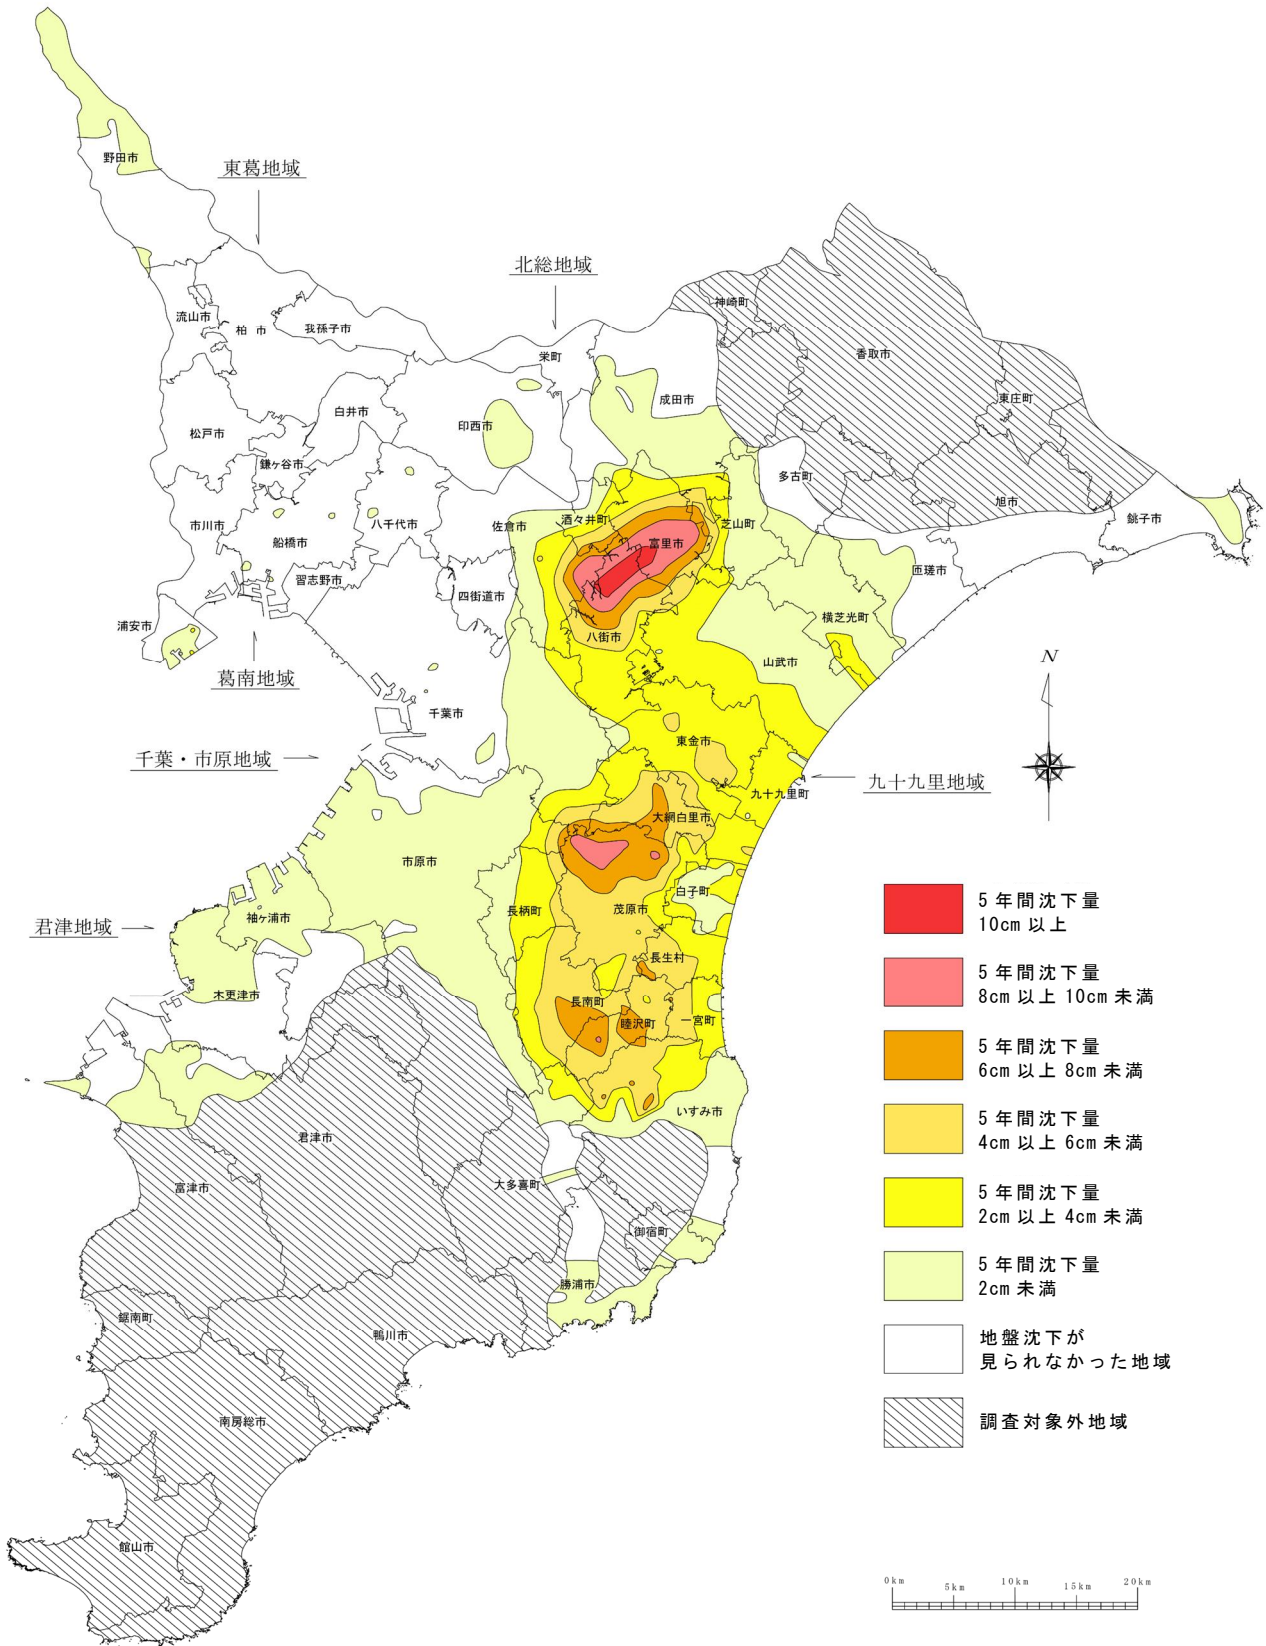 野田市
東葛地域
北総地域
神崎町
流山市
柏 市
我孫子市
栄町
香取市
成田市
東庄町
白井市
印西市
松戸市
鎌ヶ谷市
多古町
旭市
市川市
船橋市
八千代市
佐倉市
酒々井町
富里市
芝山町
銚子市
匝瑳市
習志野市
四街道市
浦安市
八街市
横芝光町
葛南地域
山武市
N
千葉市
東金市
千葉・市原地域
九十九里町
九十九里地域
大網白里市
市原市
白子町
長柄町
茂原市
君津地域
袖ヶ浦市
長生村
木更津市
長南町
睦沢町
一宮町
いすみ市
君津市
富津市
大多喜町
御宿町
勝浦市
鋸南町
鴨川市
南房総市
館山市
5年間沈下量
10cm以上
5年間沈下量
8cm以上10cm未満
5年間沈下量
6cm以上8cm未満
5年間沈下量
4cm以上6cm未満
5年間沈下量
2cm以上4cm未満
5年間沈下量
2cm未満
地盤沈下が
見られなかった地域
調査対象外地域
0km 5km 10km 15km 20km